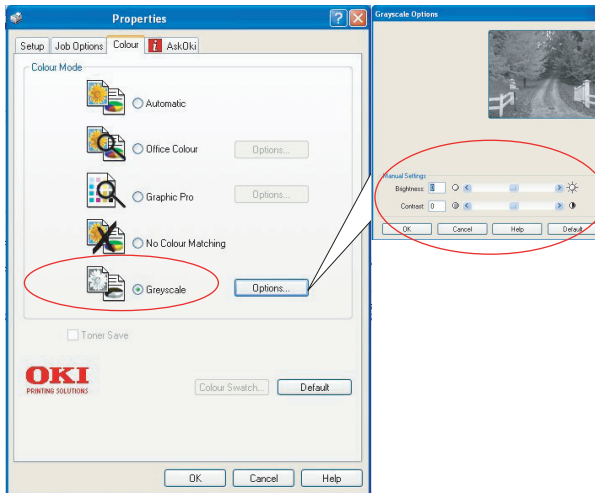 Properties
Setup Job Options Colour AskOki
Colour Mode
Automatic
Office Colour Options...
Graphic Pro Options...
No Colour Matching
Greyscale Options...
Toner Save
OKI
PRINTING SOLUTIONS
Colour Swatch... Default
OK Cancel Help
Grayscale Options
Manual Settings
Brightness: 0
Contrast: 0
OK Cancel Help Default